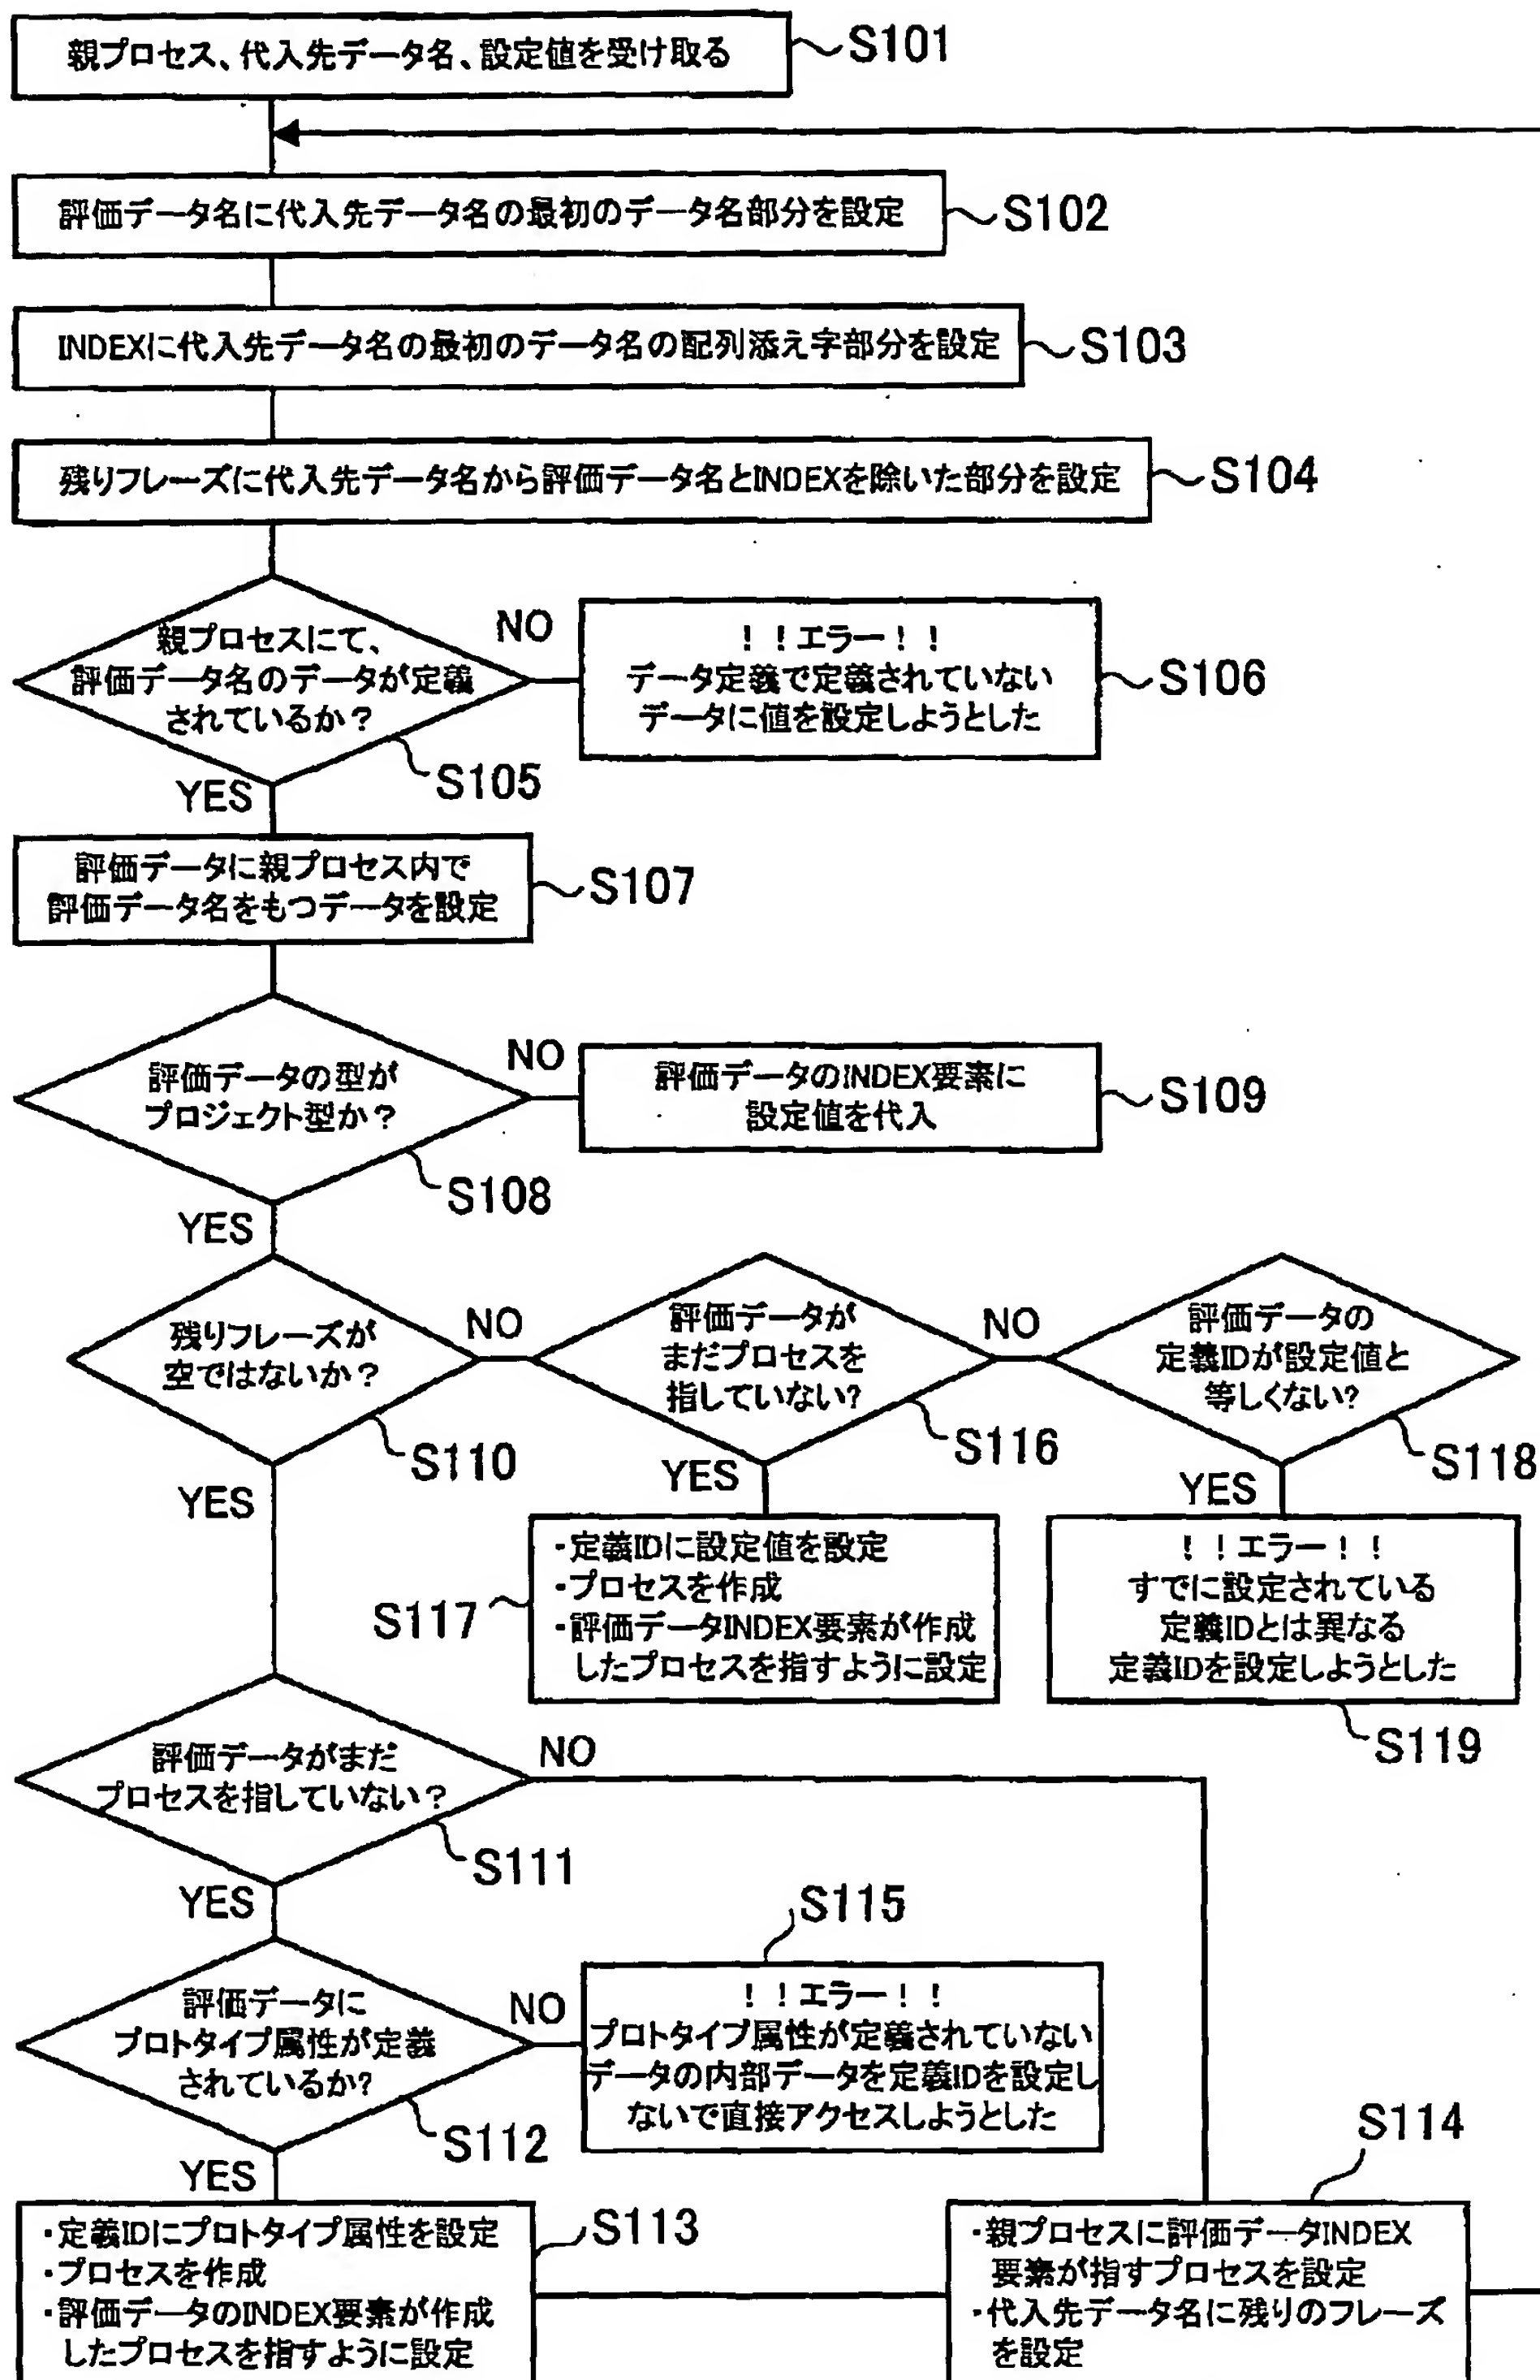 親プロセス、代入先データ名、設定値を受け取る
S101
評価データ名に代入先データ名の最初のデータ名部分を設定
S102
INDEXに代入先データ名の最初のデータ名の配列添え字部分を設定
S103
残りフレーズに代入先データ名から評価データ名とINDEXを除いた部分を設定
S104
親プロセスにて、
評価データ名のデータが定義
されているか?
S105
NO
YES
!!エラー!!
データ定義で定義されていない
データに値を設定しようとした
S106
評価データに親プロセス内で
評価データ名をもつデータを設定
S107
評価データの型が
プロジェクト型か?
S108
NO
YES
評価データのINDEX要素に
設定値を代入
S109
残りフレーズが
空ではないか?
S110
NO
YES
評価データが
まだプロセスを
指していない?
S116
NO
YES
評価データの
定義IDが設定値と
等しくない?
S118
YES
・定義IDに設定値を設定
・プロセスを作成
・評価データINDEX要素が作成
したプロセスを指すように設定
S117
!!エラー!!
すでに設定されている
定義IDとは異なる
定義IDを設定しようとした
S119
評価データがまだ
プロセスを指していない?
S111
NO
YES
評価データに
プロトタイプ属性が定義
されているか?
S112
NO
YES
S115
!!エラー!!
プロトタイプ属性が定義されていない
データの内部データを定義IDを設定し
ないで直接アクセスしようとした
・定義IDにプロトタイプ属性を設定
・プロセスを作成
・評価データのINDEX要素が作成
したプロセスを指すように設定
S113
S114
・親プロセスに評価データINDEX
要素が指すプロセスを設定
・代入先データ名に残りのフレーズ
を設定